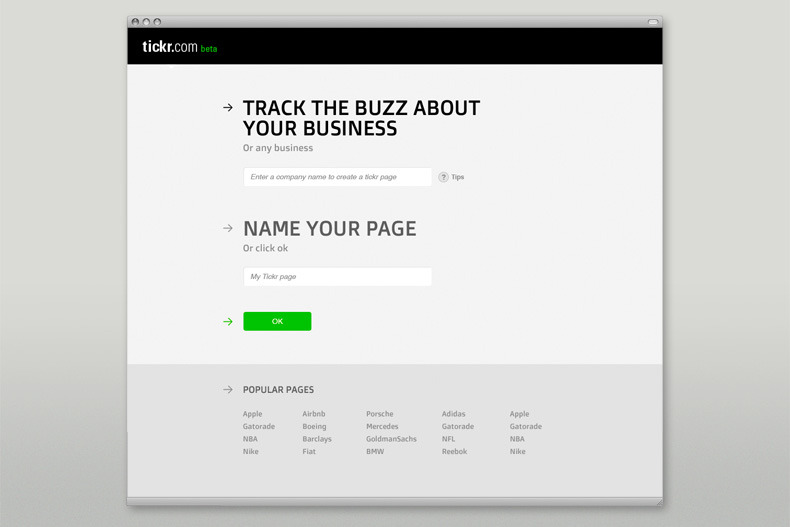 tickr.com beta
TRACK THE BUZZ ABOUT
YOUR BUSINESS
Or any business
Enter a company name to create a tickr page
? Tips
NAME YOUR PAGE
Or click ok
My Tickr page
OK
POPULAR PAGES
Apple Airbnb Porsche Adidas Apple
Gatorade Boeing Mercedes Gatorade Gatorade
NBA Barclays GoldmanSachs NFL NBA
Nike Fiat BMW Reebok Nike